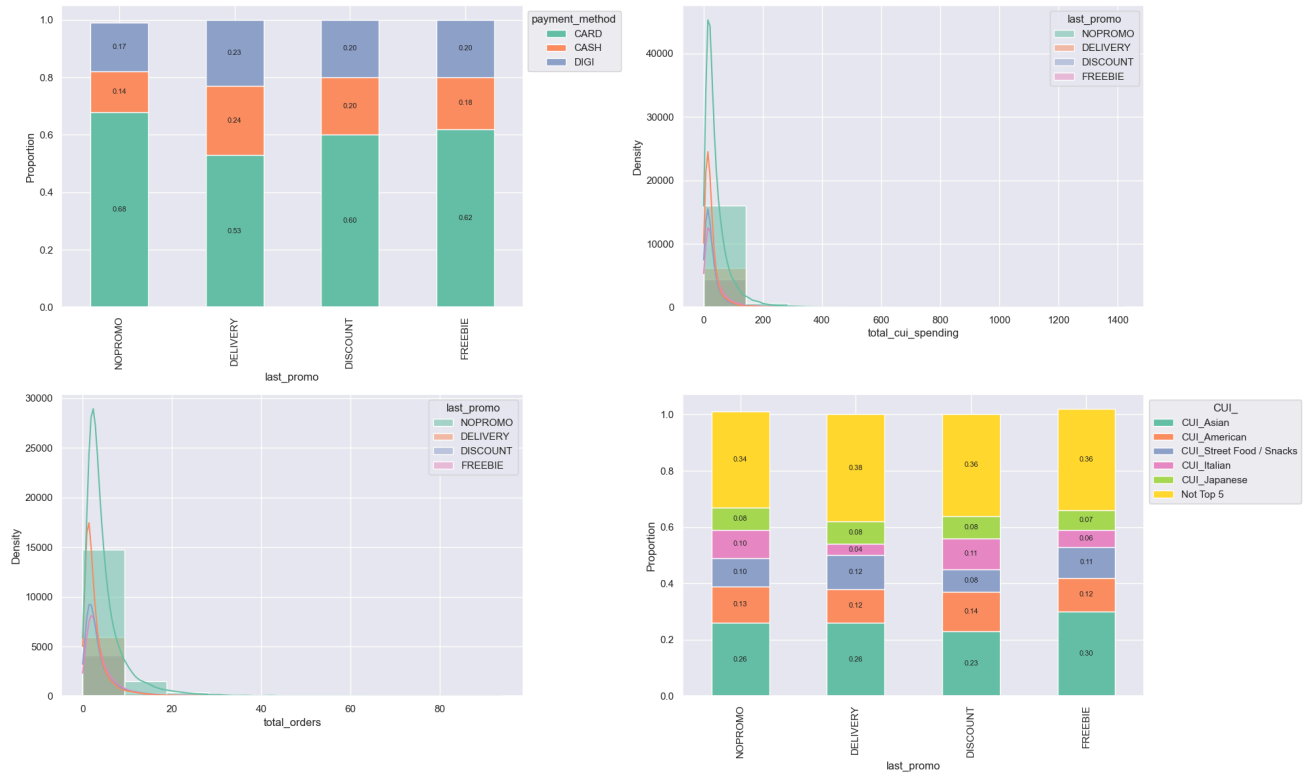 payment_method
CARD
CASH
DIGI
1.0
0.8
0.6
0.4
0.2
0.0
Proportion
0.17
0.14
0.68
0.23
0.24
0.53
0.20
0.20
0.60
0.20
0.18
0.62
NOPROMO
DELIVERY
DISCOUNT
FREEBIE
last_promo
last_promo
NOPROMO
DELIVERY
DISCOUNT
FREEBIE
40000
30000
20000
10000
0
Density
0 200 400 600 800 1000 1200 1400
total_cui_spending
last_promo
NOPROMO
DELIVERY
DISCOUNT
FREEBIE
30000
25000
20000
15000
10000
5000
0
Density
0 20 40 60 80
total_orders
CUI_
CUI_Asian
CUI_American
CUI_Street Food / Snacks
CUI_Italian
CUI_Japanese
Not Top 5
1.0
0.8
0.6
0.4
0.2
0.0
Proportion
0.34
0.08
0.10
0.10
0.13
0.26
0.38
0.08
0.04
0.12
0.12
0.26
0.36
0.08
0.11
0.08
0.14
0.23
0.36
0.07
0.06
0.11
0.12
0.30
NOPROMO
DELIVERY
DISCOUNT
FREEBIE
last_promo